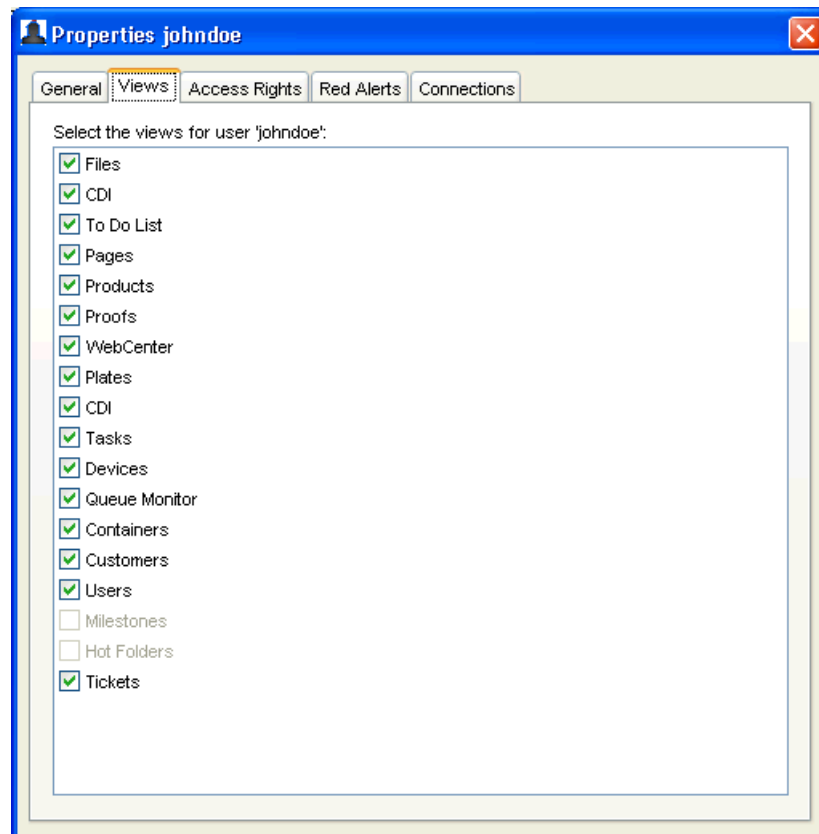 Properties johndoe
General Views Access Rights Red Alerts Connections
Select the views for user 'johndoe':
Files
CDI
To Do List
Pages
Products
Proofs
WebCenter
Plates
CDI
Tasks
Devices
Queue Monitor
Containers
Customers
Users
Milestones
Hot Folders
Tickets